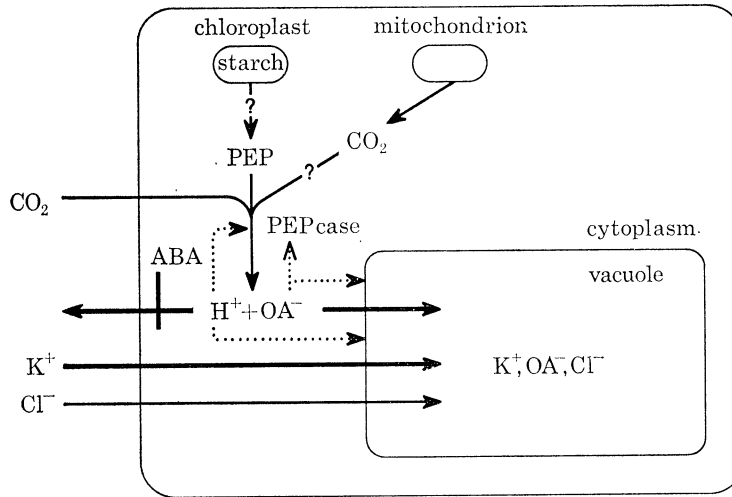 chloroplast
mitochondrion
starch
?
PEP
CO₂
?
CO₂
PEPcase
cytoplasm
ABA
vacuole
H⁺+OA⁻
K⁺
K⁺,OA⁻,Cl⁻
Cl⁻